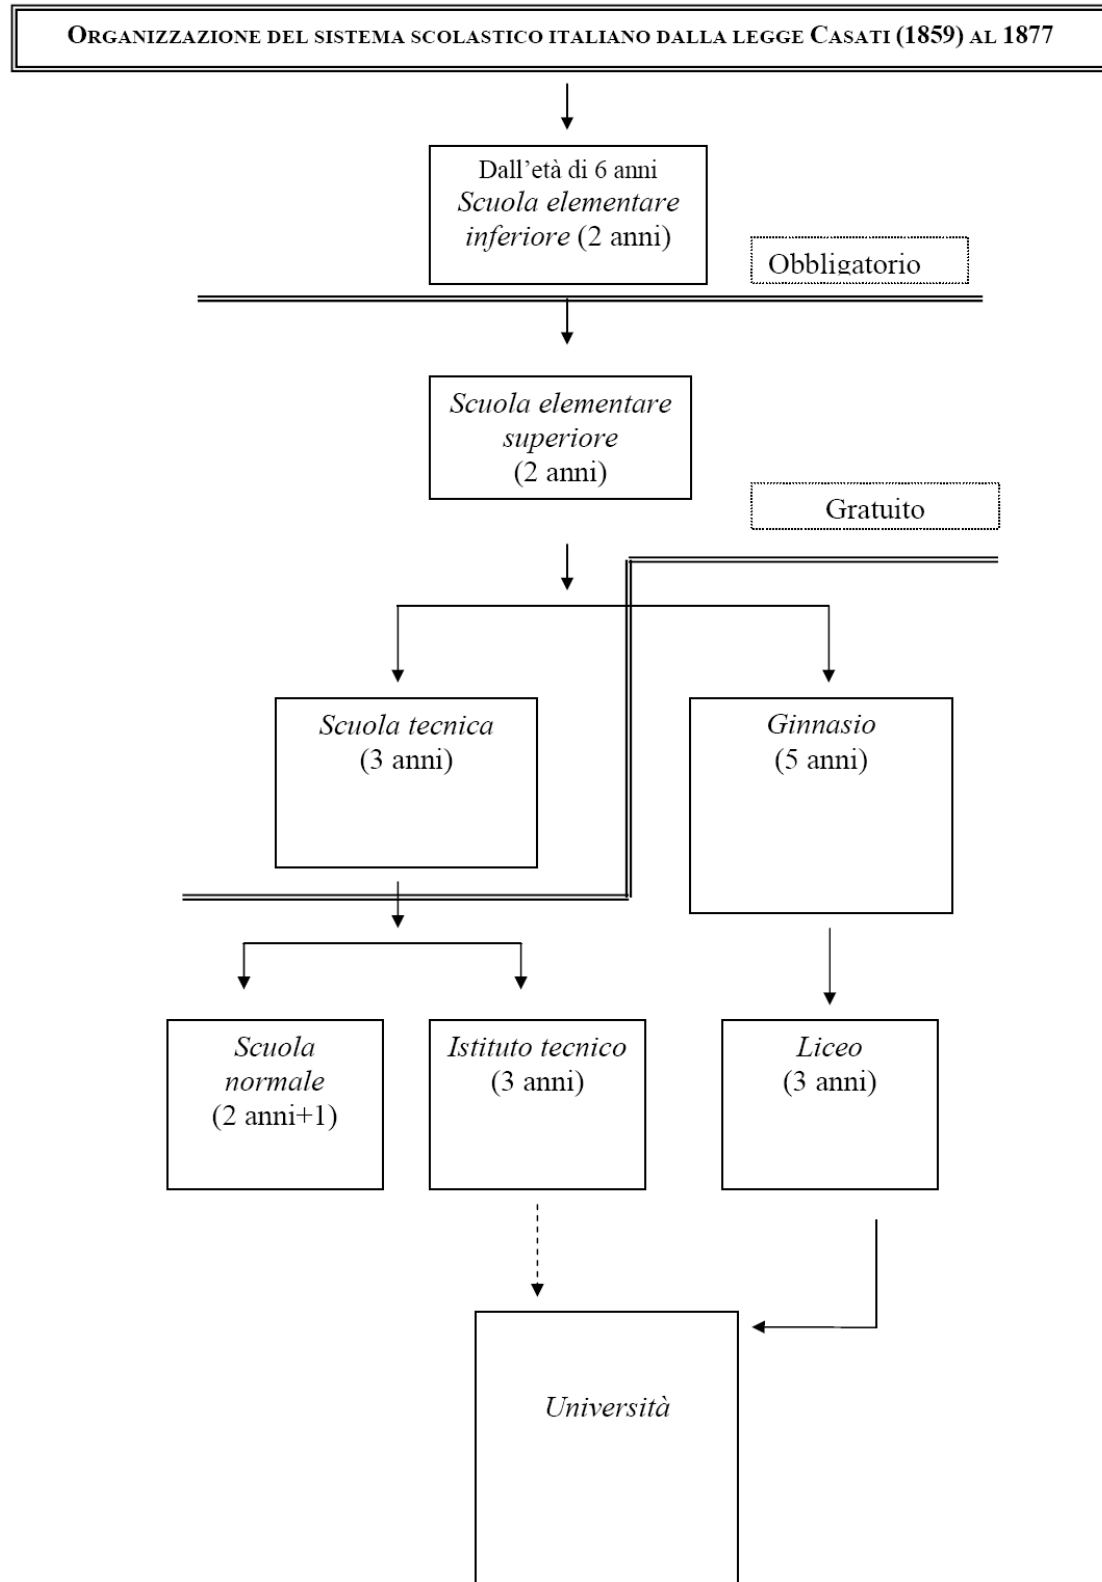 ORGANIZZAZIONE DEL SISTEMA SCOLASTICO ITALIANO DALLA LEGGE CASATI (1859) AL 1877
Dall’età di 6 anni
Scuola elementare
inferiore (2 anni)
Obbligatorio
Scuola elementare
superiore
(2 anni)
Gratuito
Scuola tecnica
(3 anni)
Ginnasio
(5 anni)
Scuola
normale
(2 anni+1)
Istituto tecnico
(3 anni)
Liceo
(3 anni)
Università